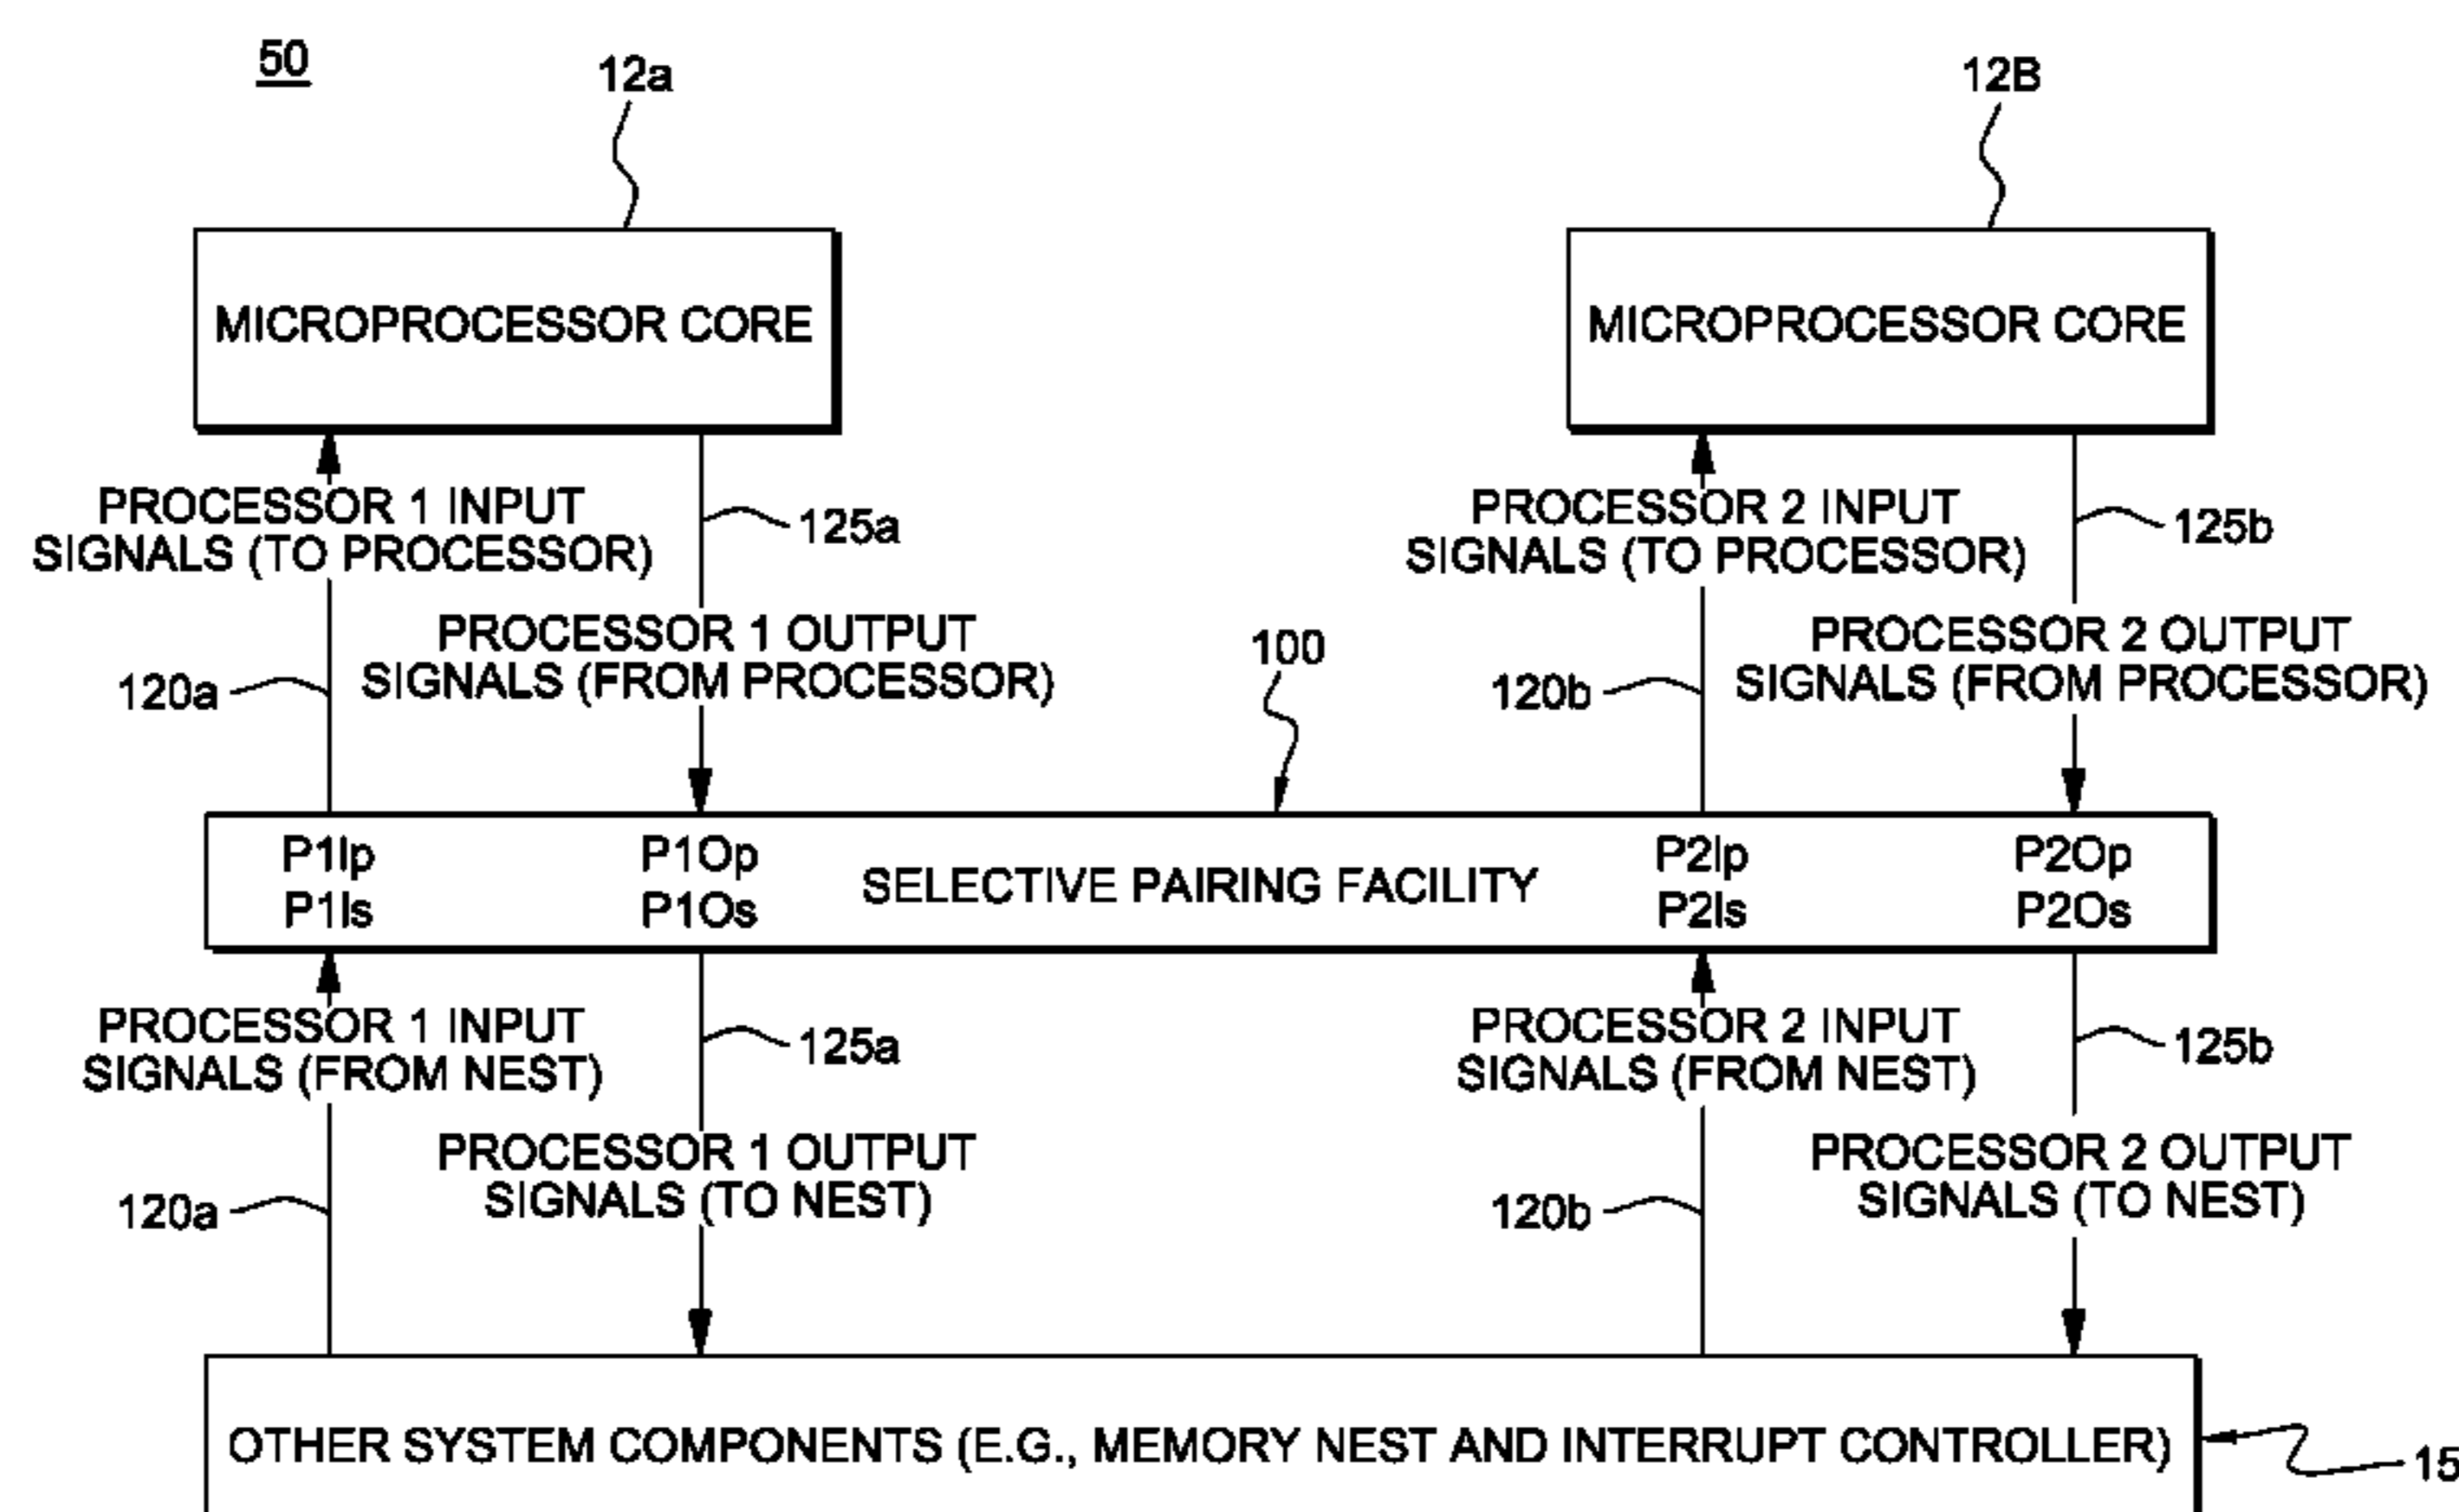 50
12a
12B
MICROPROCESSOR CORE
MICROPROCESSOR CORE
PROCESSOR 1 INPUT
SIGNALS (TO PROCESSOR)
125a
PROCESSOR 1 OUTPUT
SIGNALS (FROM PROCESSOR)
120a
100
PROCESSOR 2 INPUT
SIGNALS (TO PROCESSOR)
125b
PROCESSOR 2 OUTPUT
SIGNALS (FROM PROCESSOR)
120b
P1Ip
P1Is
P1Op
P1Os
SELECTIVE PAIRING FACILITY
P2Ip
P2Is
P2Op
P2Os
PROCESSOR 1 INPUT
SIGNALS (FROM NEST)
125a
PROCESSOR 1 OUTPUT
SIGNALS (TO NEST)
120a
PROCESSOR 2 INPUT
SIGNALS (FROM NEST)
125b
PROCESSOR 2 OUTPUT
SIGNALS (TO NEST)
120b
OTHER SYSTEM COMPONENTS (E.G., MEMORY NEST AND INTERRUPT CONTROLLER)
15